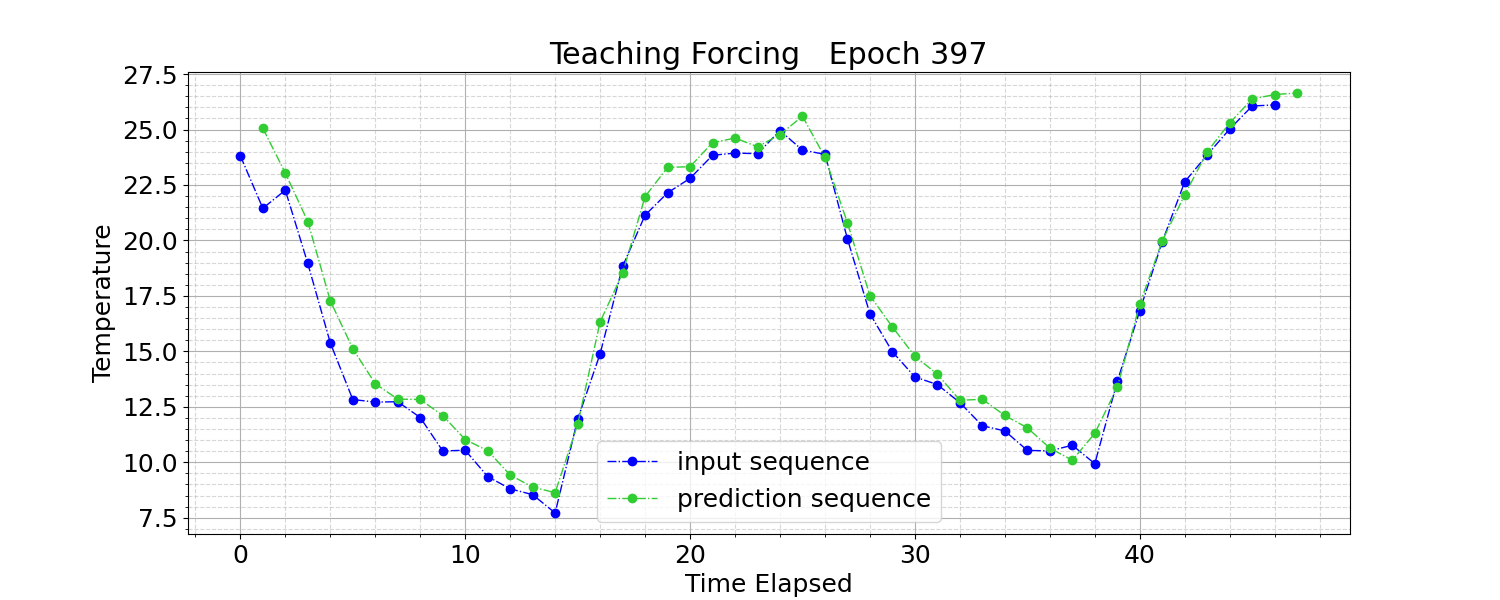 Teaching Forcing   Epoch 397
27.5
25.0
22.5
20.0
17.5
15.0
12.5
10.0
7.5
Temperature
input sequence
prediction sequence
0 10 20 30 40
Time Elapsed